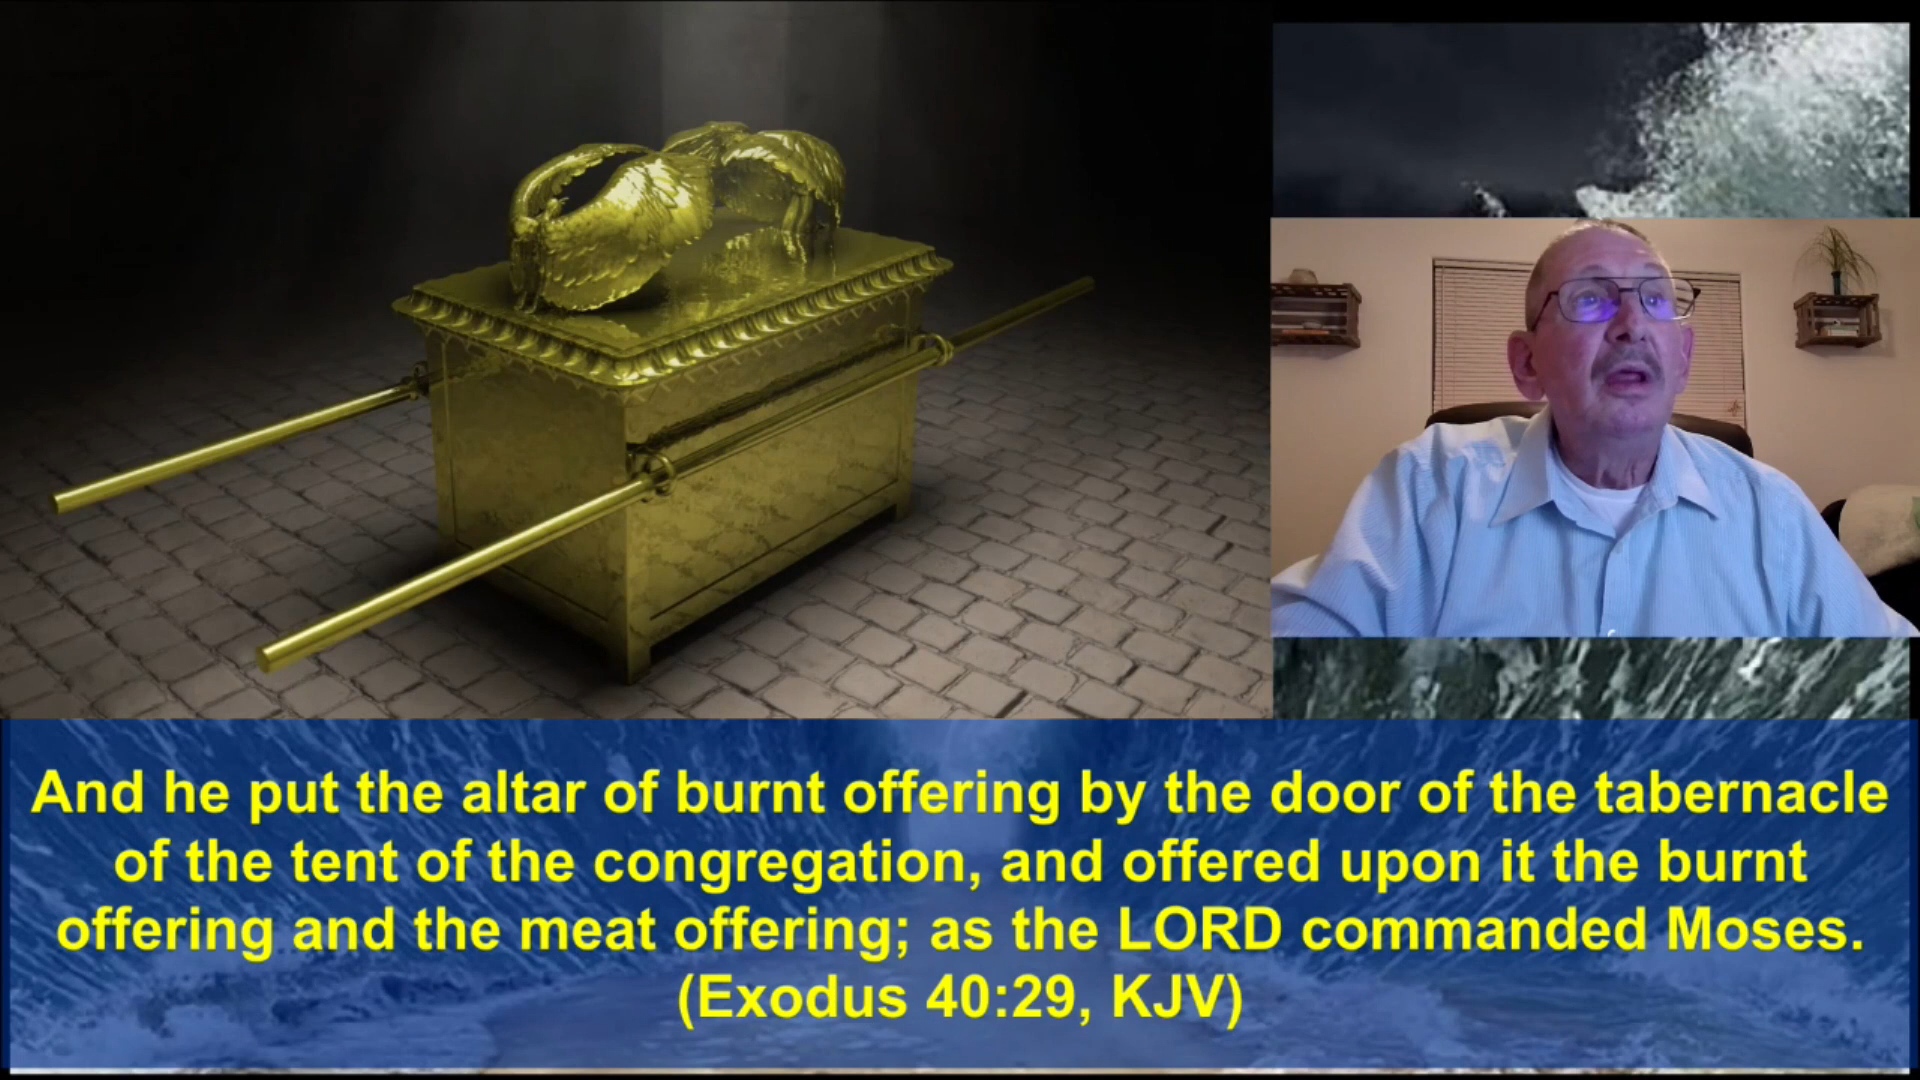 And he put the altar of burnt offering by the door of the tabernacle
of the tent of the congregation, and offered upon it the burnt
offering and the meat offering; as the LORD commanded Moses.
(Exodus 40:29, KJV)